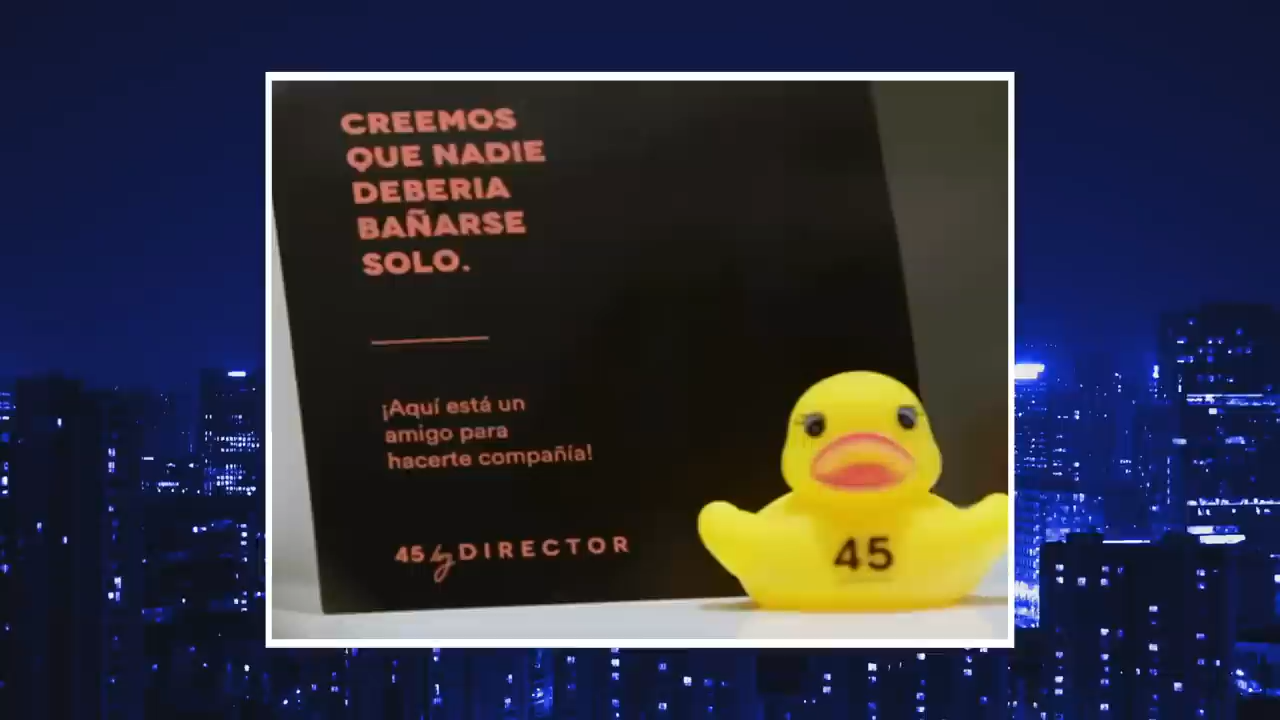 CREEMOS
QUE NADIE
DEBERIA
BAÑARSE
SOLO.
¡Aquí está un
amigo para
hacerte compañía!
45 by DIRECTOR
45